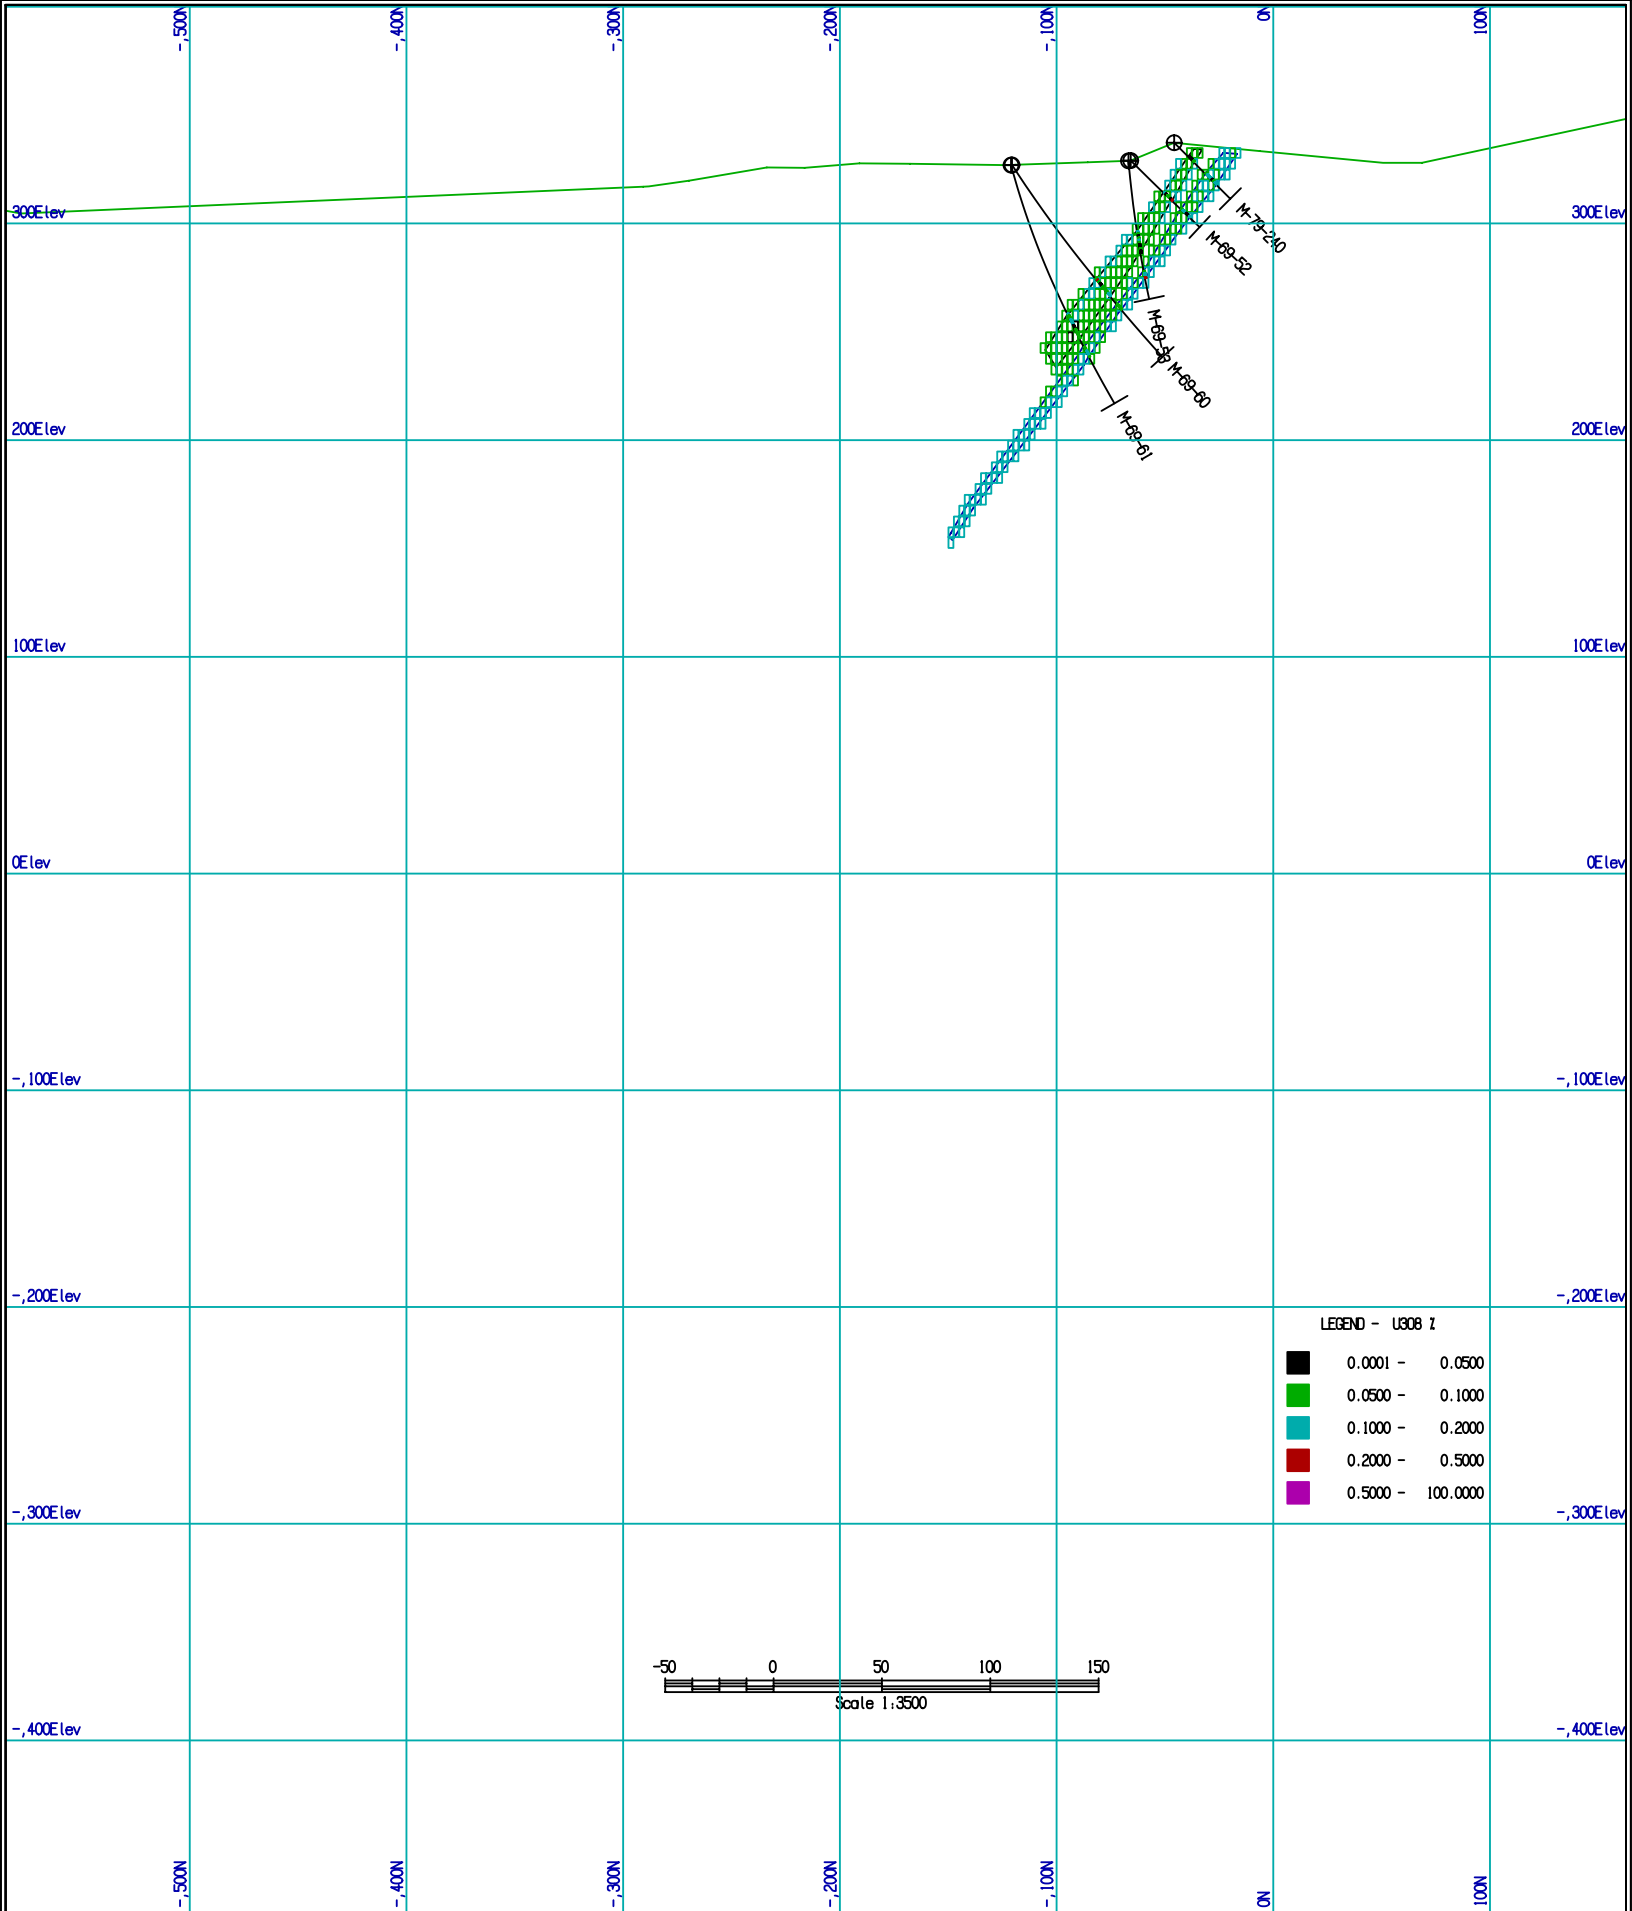 -,500N
-,400N
-,300N
-,200N
-,100N
0N
100N
300Elev
300Elev
M-79-240
M-69-52
M-69-53
M-69-60
M-69-61
200Elev
200Elev
100Elev
100Elev
0Elev
0Elev
-,100Elev
-,100Elev
-,200Elev
-,200Elev
LEGEND - U308 %
0.0001 - 0.0500
0.0500 - 0.1000
0.1000 - 0.2000
0.2000 - 0.5000
0.5000 - 100.0000
-,300Elev
-,300Elev
-50 0 50 100 150
Scale 1:3500
-,400Elev
-,400Elev
-,500N
-,400N
-,300N
-,200N
-,100N
0N
100N